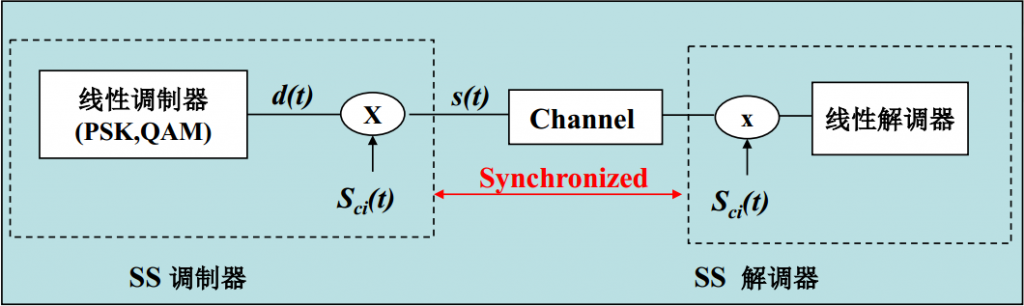 线性调制器
(PSK,QAM)
d(t)
X
s(t)
Channel
x
线性解调器
Synchronized
Sci(t)
Sci(t)
SS 调制器
SS 解调器